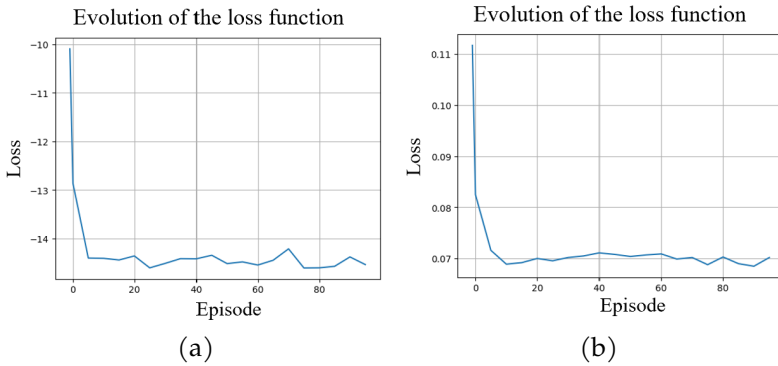 Evolution of the loss function
−10
−11
−12
−13
−14
Loss
0
20
40
60
80
Episode
(a)
Evolution of the loss function
0.11
0.10
0.09
0.08
0.07
Loss
0
20
40
60
80
Episode
(b)